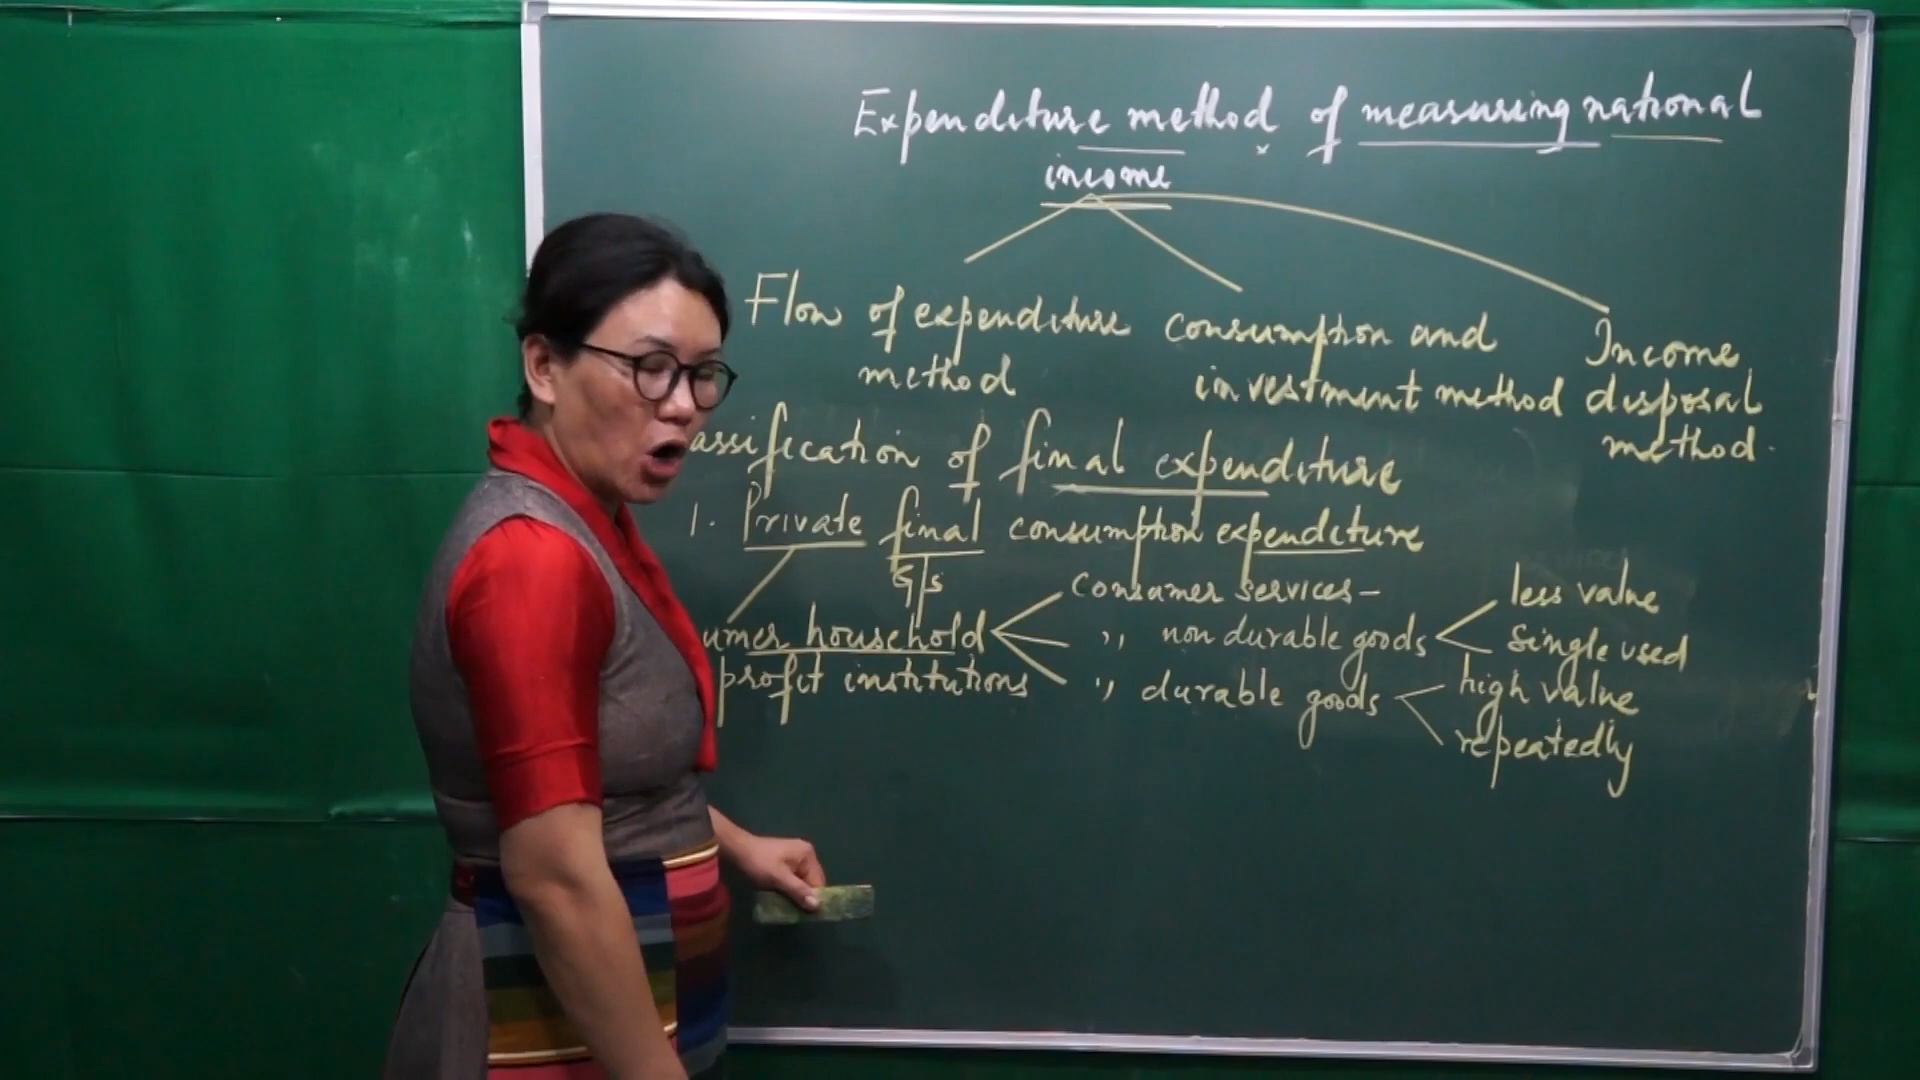 Expenditure method of measuring national
income
Flow of expenditure
method
consumption and
investment method
Income
disposal
method.
assification of final expenditure
1. Private final consumption expenditure
G/s
umer household
profit institutions
Consumer services -
,, non durable goods
,, durable goods
less value
Single used
high value
repeatedly